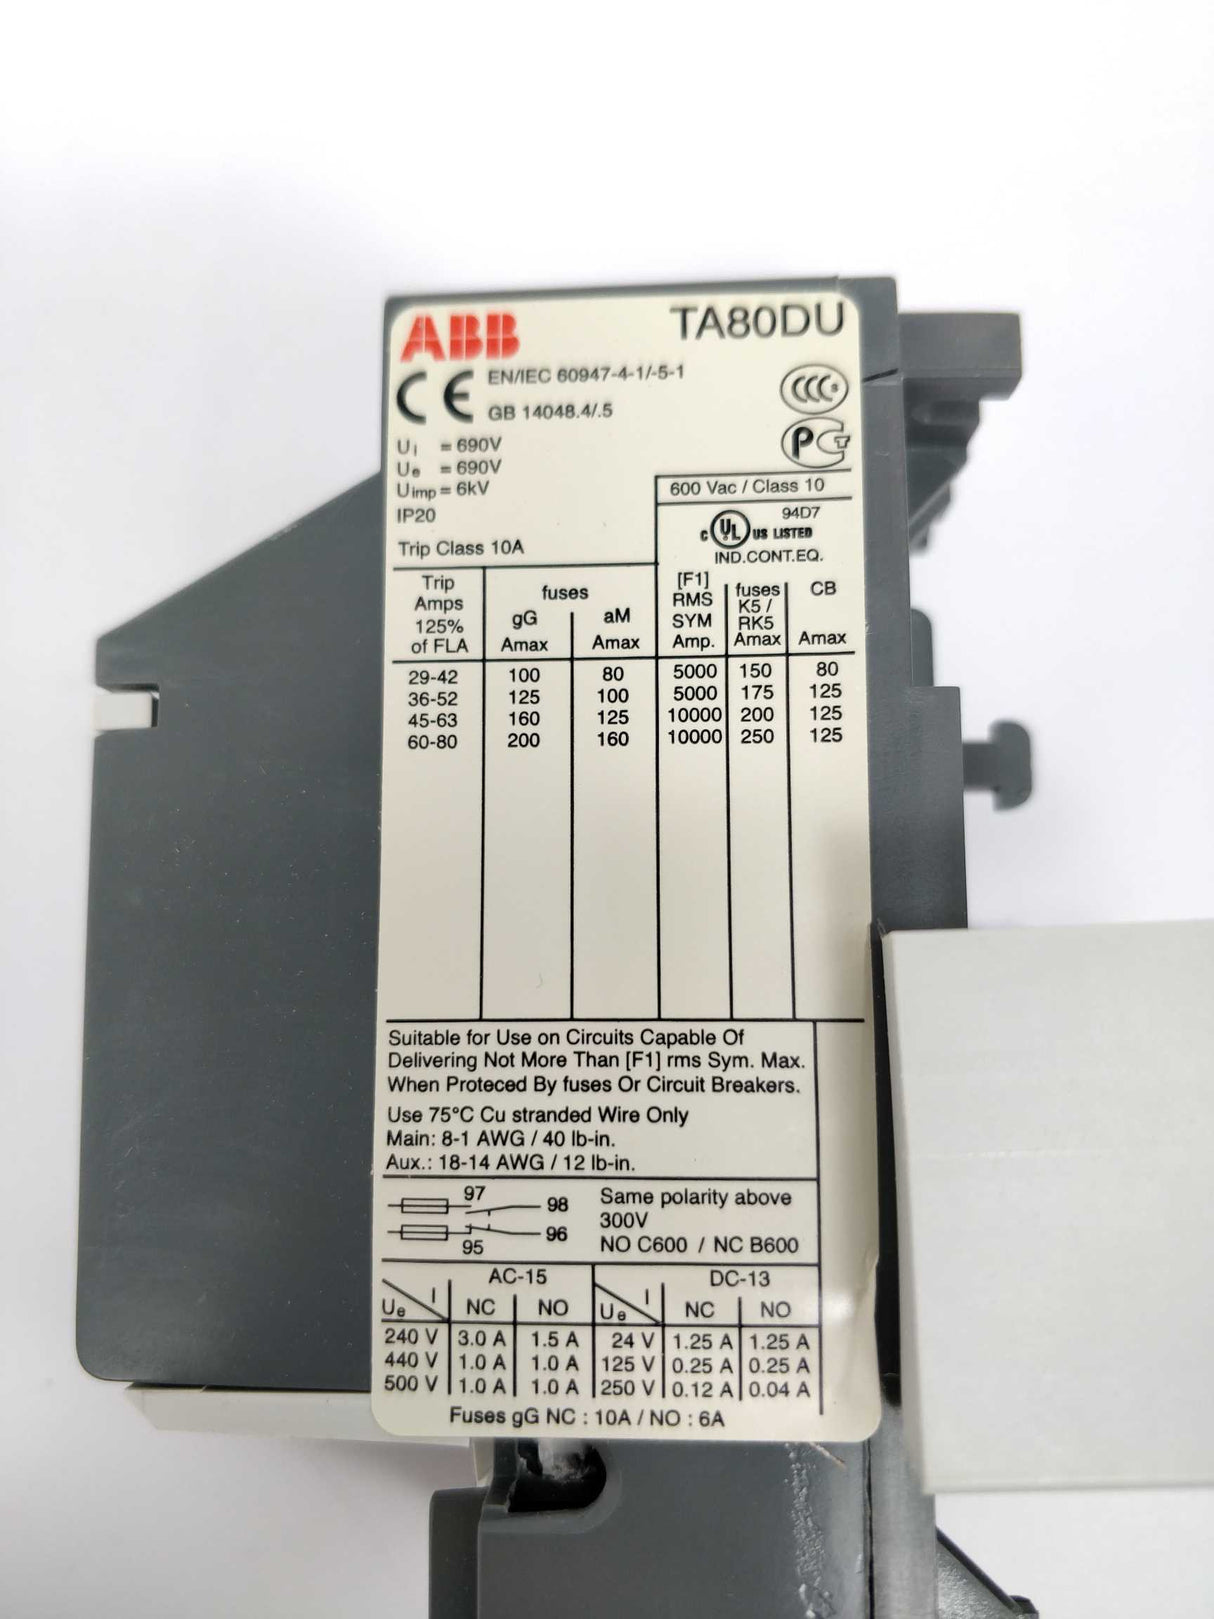 ABB TA80DU
CE EN/IEC 60947-4-1/-5-1
GB 14048.4/.5
CCC S
PCT
Ui = 690V
Ue = 690V
Uimp = 6kV
IP20
Trip Class 10A
600 Vac / Class 10
94D7
c UL US LISTED
IND.CONT.EQ.
Trip Amps 125% of FLA | fuses gG Amax | fuses aM Amax | [F1] RMS SYM Amp. | fuses K5 / RK5 Amax | CB Amax
29-42 100 80 5000 150 80
36-52 125 100 5000 175 125
45-63 160 125 10000 200 125
60-80 200 160 10000 250 125
Suitable for Use on Circuits Capable Of
Delivering Not More Than [F1] rms Sym. Max.
When Proteced By fuses Or Circuit Breakers.
Use 75°C Cu stranded Wire Only
Main: 8-1 AWG / 40 lb-in.
Aux.: 18-14 AWG / 12 lb-in.
97 98
96
95
Same polarity above
300V
NO C600 / NC B600
AC-15 DC-13
Ue I NC NO Ue I NC NO
240 V 3.0 A 1.5 A 24 V 1.25 A 1.25 A
440 V 1.0 A 1.0 A 125 V 0.25 A 0.25 A
500 V 1.0 A 1.0 A 250 V 0.12 A 0.04 A
Fuses gG NC : 10A / NO : 6A